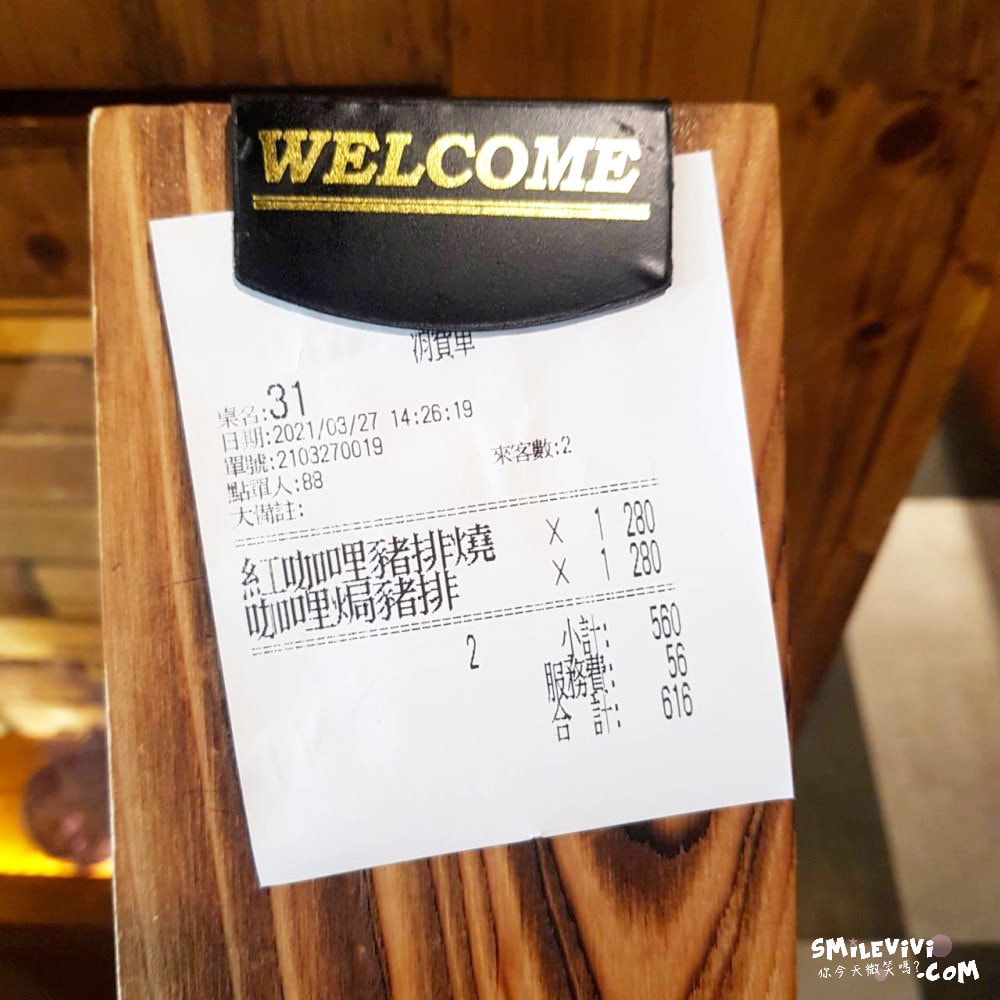 WELCOME
消費單
桌名:31
日期:2021/03/27 14:26:19
單號:2103270019 來客數:2
點單人:88
大備註:
紅咖哩豬排燒 X 1 280
咖哩焗豬排 X 1 280
2 小計: 560
服務費: 56
合 計: 616
SMiLEViVi
你今天微笑嗎?.COM